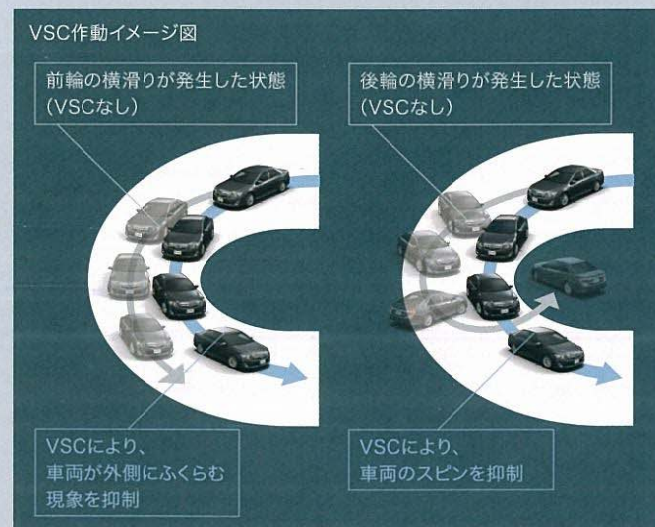 VSC作動イメージ図
前輪の横滑りが発生した状態
（VSCなし）
後輪の横滑りが発生した状態
（VSCなし）
VSCにより、
車両が外側にふくらむ
現象を抑制
VSCにより、
車両のスピンを抑制